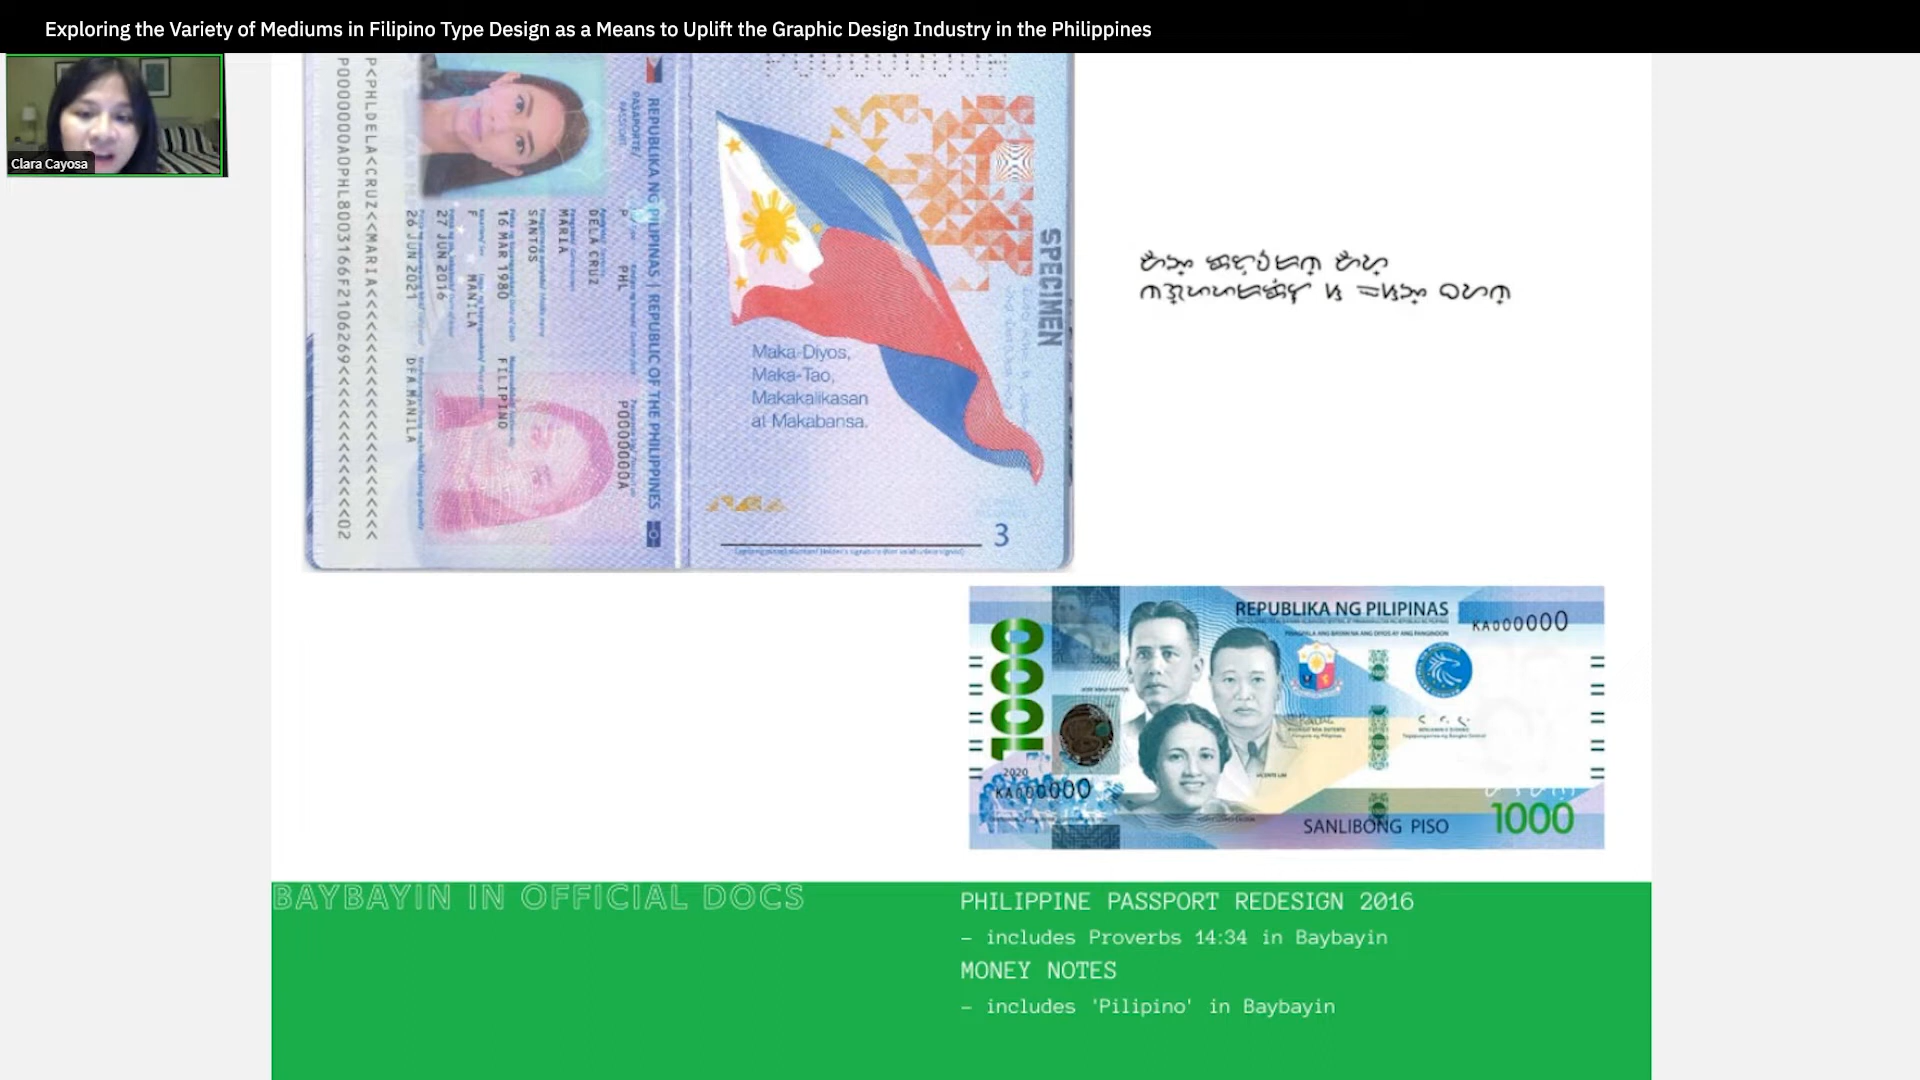 Exploring the Variety of Mediums in Filipino Type Design as a Means to Uplift the Graphic Design Industry in the Philippines
Clara Cayosa
P<PHLDELA<CRUZ<<MARIA<<<<<<<<<<<<<<<<<<<<<<<
P0000000A0PHL8003166F2106269<<<<<<<<<<<<<<02
REPUBLIKA NG PILIPINAS | REPUBLIC OF THE PHILIPPINES
PASAPORTE/
PASSPORT
P PHL P0000000A
DELA CRUZ
MARIA
SANTOS
16 MAR 1980 FILIPINO
F MANILA
27 JUN 2016
26 JUN 2021 DFA MANILA
SPECIMEN
Maka-Diyos,
Maka-Tao,
Makakalikasan
at Makabansa.
3
REPUBLIKA NG PILIPINAS
KA000000
1000
2020
KA000000
SANLIBONG PISO
1000
BAYBAYIN IN OFFICIAL DOCS
PHILIPPINE PASSPORT REDESIGN 2016
– includes Proverbs 14:34 in Baybayin
MONEY NOTES
– includes 'Pilipino' in Baybayin